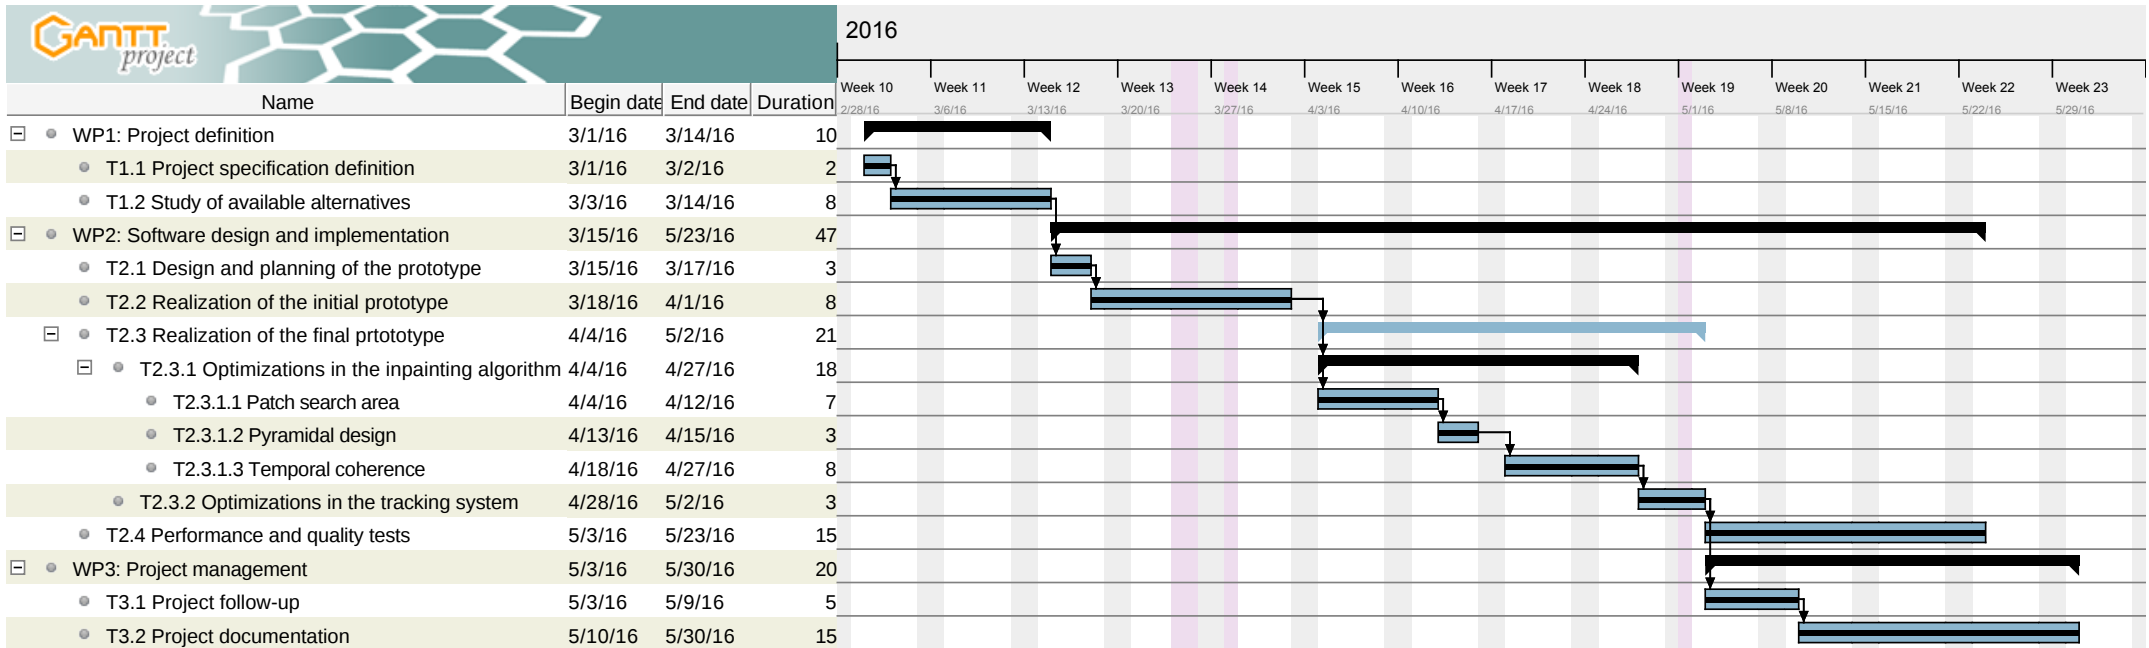 GANTT
project
2016
Week 10 Week 11 Week 12 Week 13 Week 14 Week 15 Week 16 Week 17 Week 18 Week 19 Week 20 Week 21 Week 22 Week 23
Name Begin date End date Duration
2/28/16 3/6/16 3/13/16 3/20/16 3/27/16 4/3/16 4/10/16 4/17/16 4/24/16 5/1/16 5/8/16 5/15/16 5/22/16 5/29/16
WP1: Project definition 3/1/16 3/14/16 10
T1.1 Project specification definition 3/1/16 3/2/16 2
T1.2 Study of available alternatives 3/3/16 3/14/16 8
WP2: Software design and implementation 3/15/16 5/23/16 47
T2.1 Design and planning of the prototype 3/15/16 3/17/16 3
T2.2 Realization of the initial prototype 3/18/16 4/1/16 8
T2.3 Realization of the final prtototype 4/4/16 5/2/16 21
T2.3.1 Optimizations in the inpainting algorithm 4/4/16 4/27/16 18
T2.3.1.1 Patch search area 4/4/16 4/12/16 7
T2.3.1.2 Pyramidal design 4/13/16 4/15/16 3
T2.3.1.3 Temporal coherence 4/18/16 4/27/16 8
T2.3.2 Optimizations in the tracking system 4/28/16 5/2/16 3
T2.4 Performance and quality tests 5/3/16 5/23/16 15
WP3: Project management 5/3/16 5/30/16 20
T3.1 Project follow-up 5/3/16 5/9/16 5
T3.2 Project documentation 5/10/16 5/30/16 15